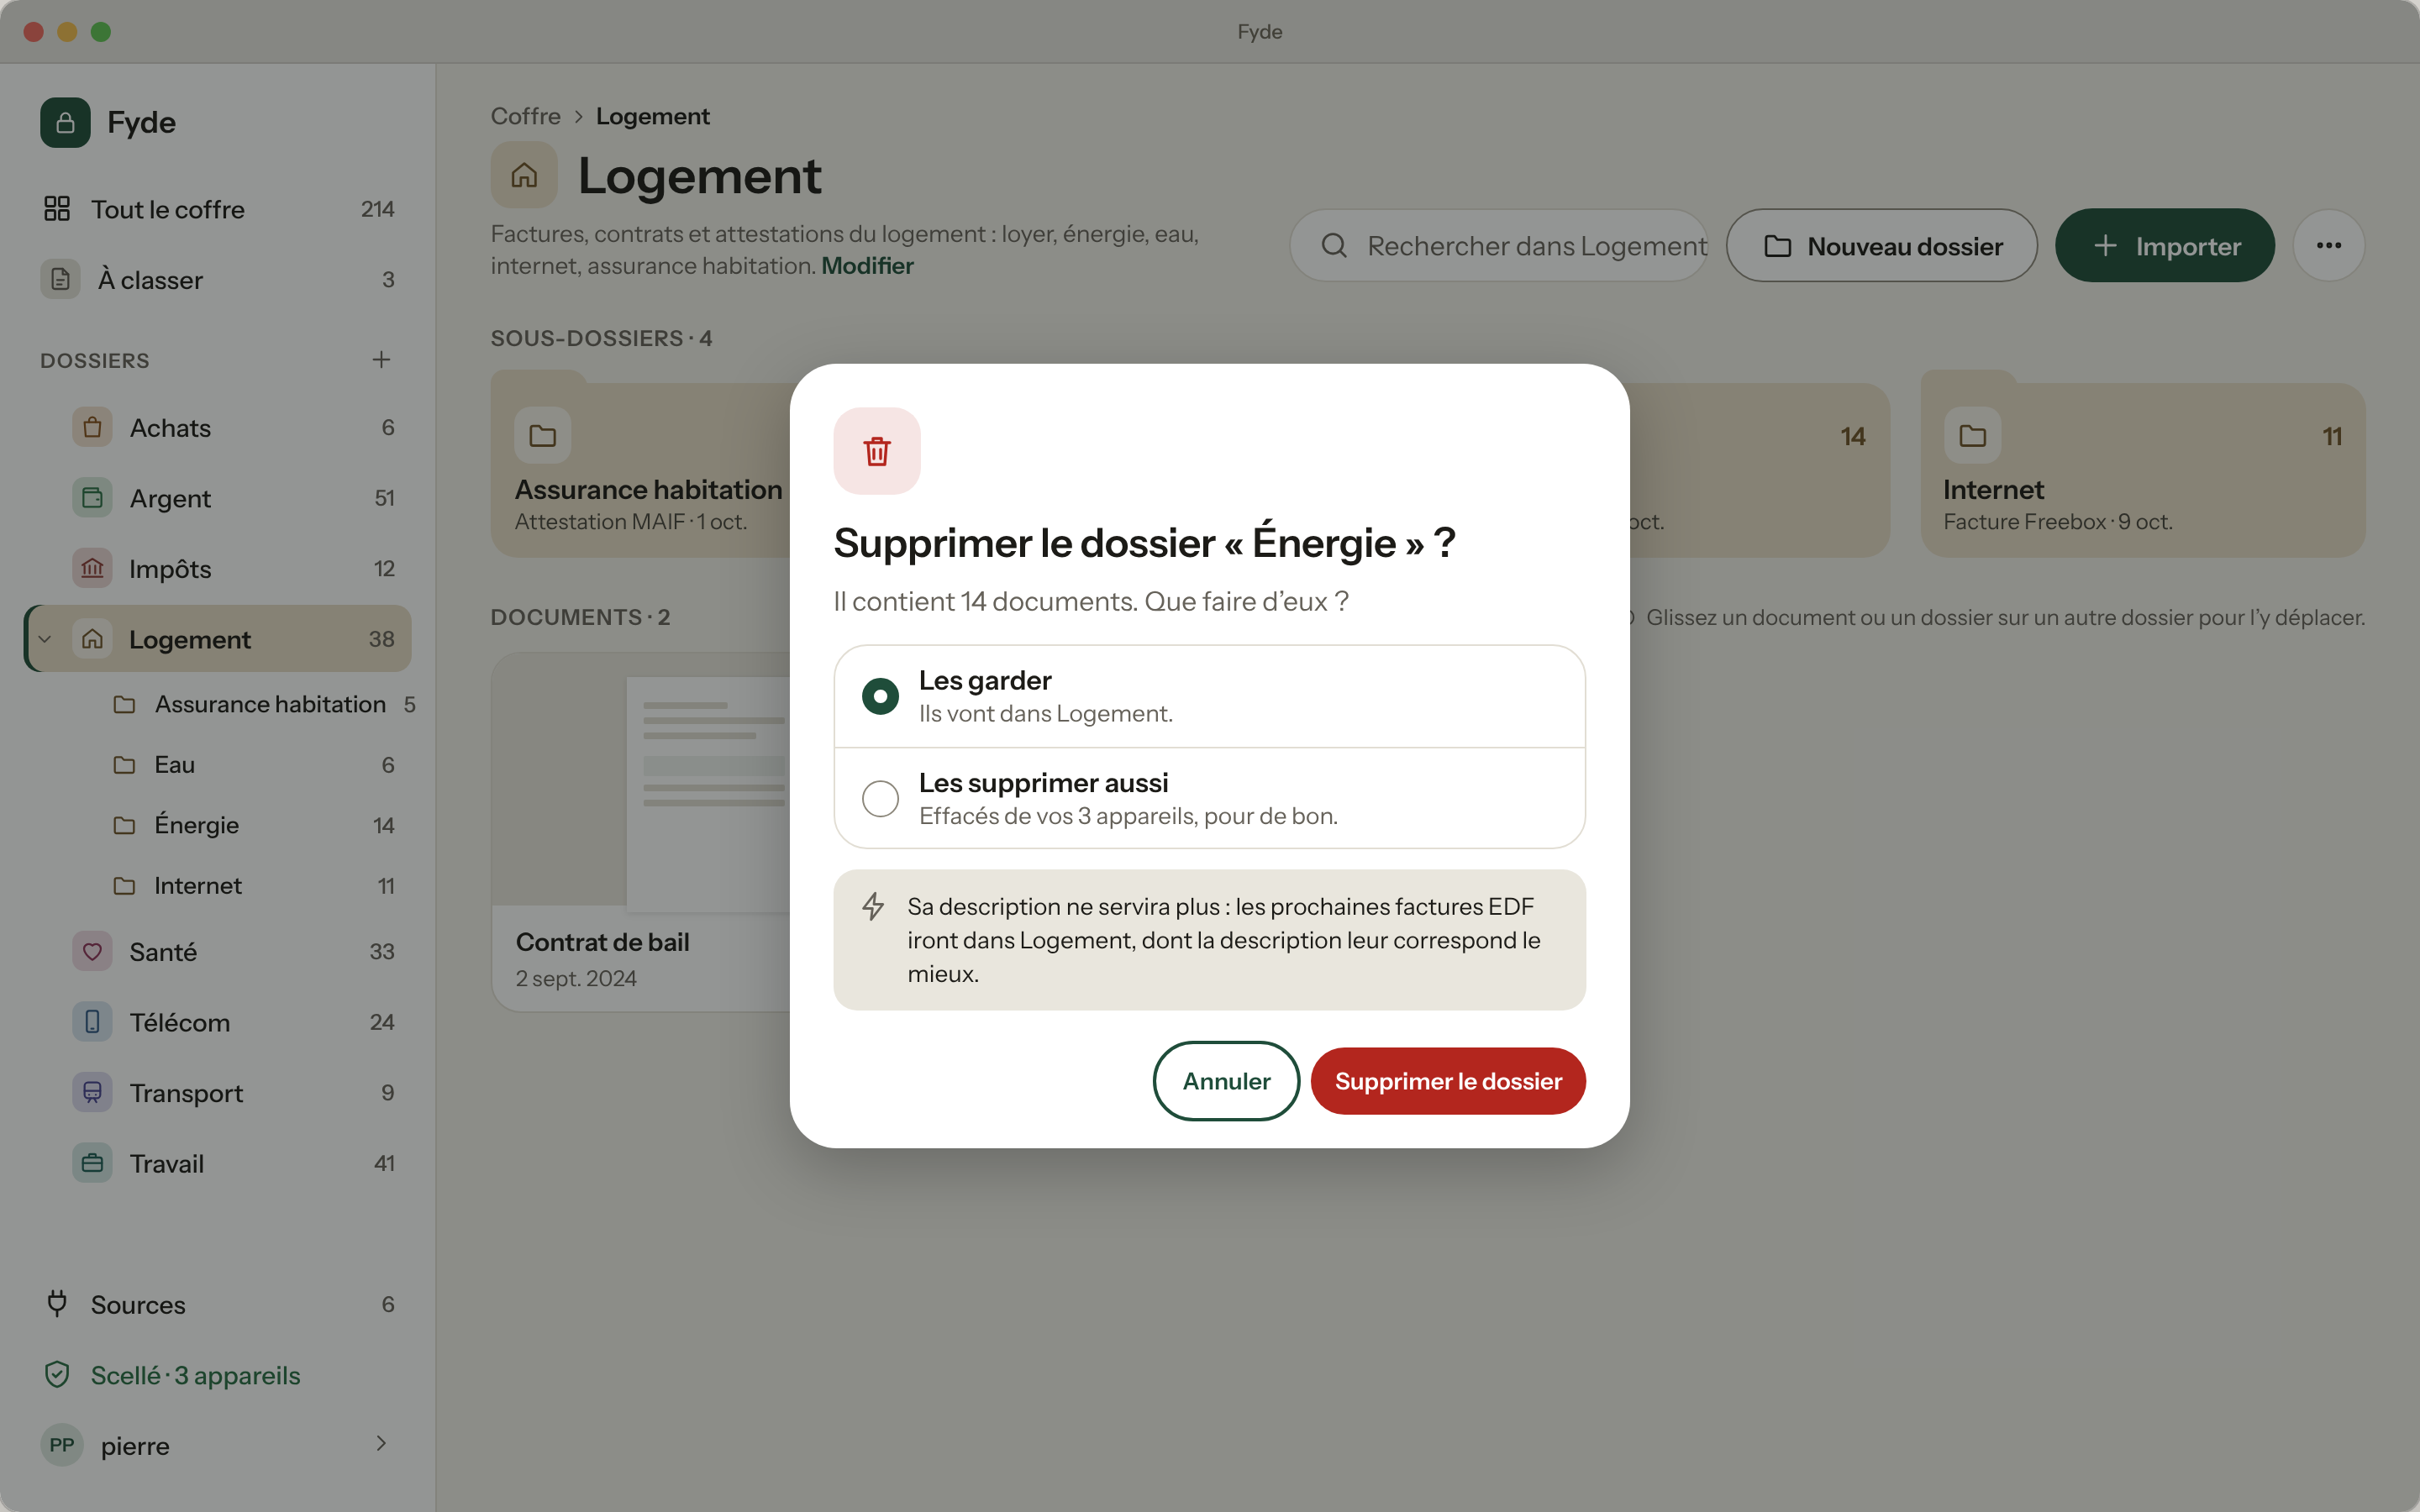 Fyde
Fyde
Tout le coffre 214
À classer 3
DOSSIERS
Achats 6
Argent 51
Impôts 12
Logement 38
Assurance habitation 5
Eau 6
Énergie 14
Internet 11
Santé 33
Télécom 24
Transport 9
Travail 41
Sources 6
Scellé · 3 appareils
PP pierre
Coffre > Logement
Logement
Factures, contrats et attestations du logement : loyer, énergie, eau,
internet, assurance habitation. Modifier
Rechercher dans Logement
Nouveau dossier
Importer
SOUS-DOSSIERS · 4
Assurance habitation
Attestation MAIF · 1 oct.
14
oct.
11
Internet
Facture Freebox · 9 oct.
DOCUMENTS · 2
Glissez un document ou un dossier sur un autre dossier pour l’y déplacer.
Contrat de bail
2 sept. 2024
Supprimer le dossier « Énergie » ?
Il contient 14 documents. Que faire d’eux ?
Les garder
Ils vont dans Logement.
Les supprimer aussi
Effacés de vos 3 appareils, pour de bon.
Sa description ne servira plus : les prochaines factures EDF
iront dans Logement, dont la description leur correspond le
mieux.
Annuler
Supprimer le dossier